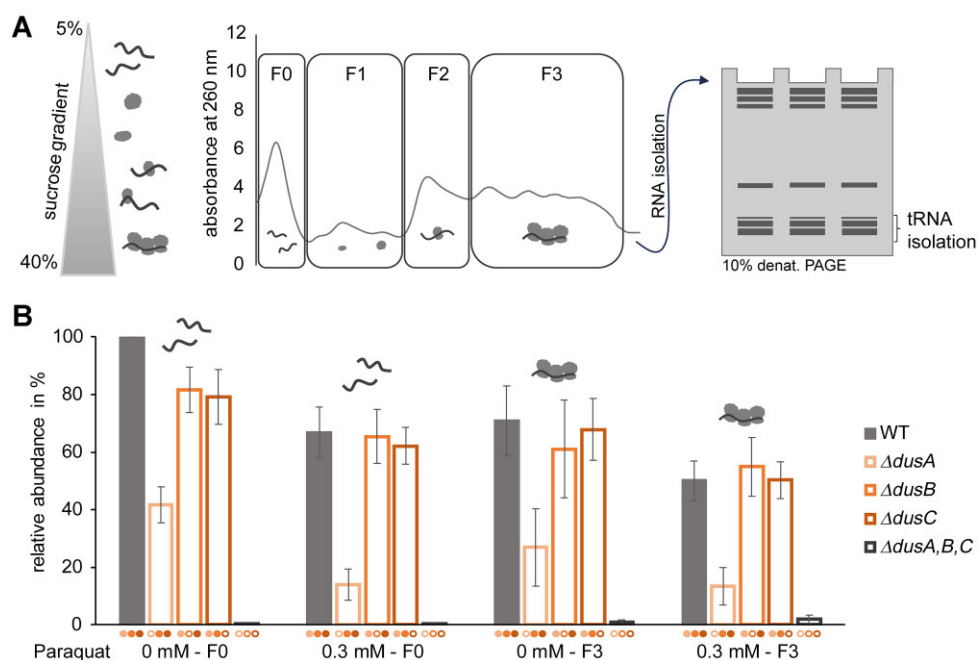 A
5%
sucrose gradient
40%
absorbance at 260 nm
12
10
8
6
4
2
0
F0
F1
F2
F3
RNA isolation
tRNA
isolation
10% denat. PAGE
B
relative abundance in %
100
80
60
40
20
0
WT
ΔdusA
ΔdusB
ΔdusC
ΔdusA,B,C
Paraquat
0 mM - F0
0.3 mM - F0
0 mM - F3
0.3 mM - F3